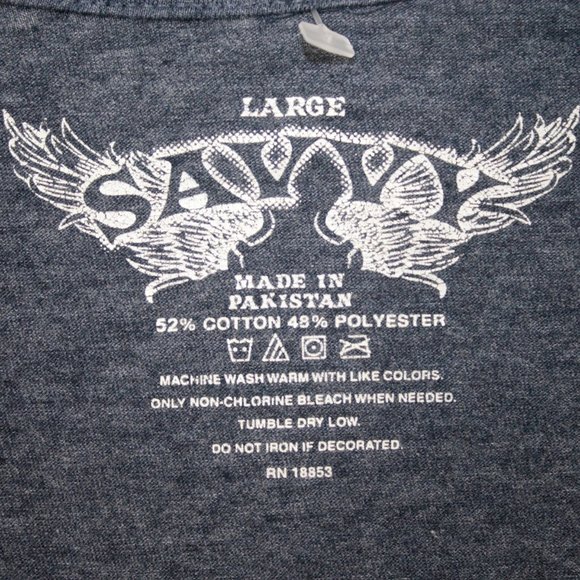 LARGE
SAVVY
MADE IN
PAKISTAN
52% COTTON 48% POLYESTER
MACHINE WASH WARM WITH LIKE COLORS.
ONLY NON-CHLORINE BLEACH WHEN NEEDED.
TUMBLE DRY LOW.
DO NOT IRON IF DECORATED.
RN 18853